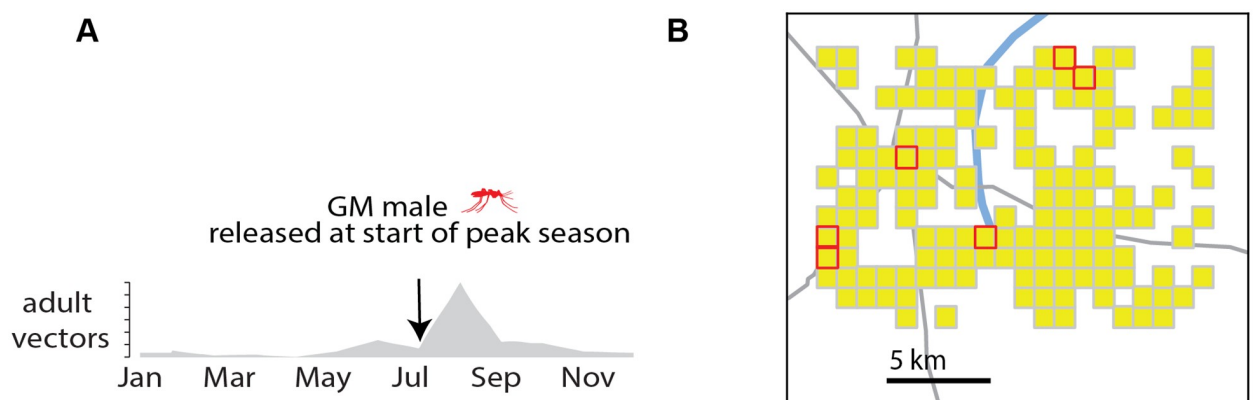 A
B
GM male
released at start of peak season
adult
vectors
Jan Mar May Jul Sep Nov
5 km